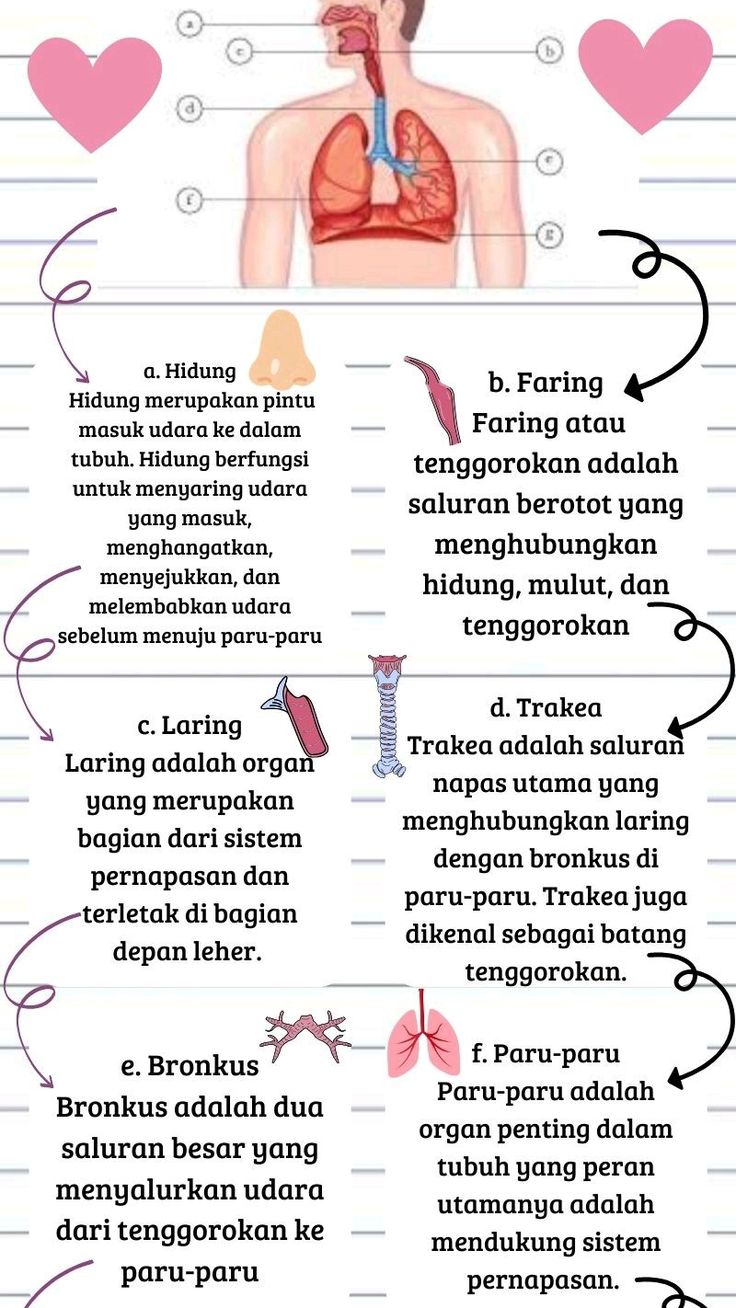 a
c
b
d
e
f
g
a. Hidung
Hidung merupakan pintu
masuk udara ke dalam
tubuh. Hidung berfungsi
untuk menyaring udara
yang masuk,
menghangatkan,
menyejukkan, dan
melembabkan udara
sebelum menuju paru-paru
b. Faring
Faring atau
tenggorokan adalah
saluran berotot yang
menghubungkan
hidung, mulut, dan
tenggorokan
c. Laring
Laring adalah organ
yang merupakan
bagian dari sistem
pernapasan dan
terletak di bagian
depan leher.
d. Trakea
Trakea adalah saluran
napas utama yang
menghubungkan laring
dengan bronkus di
paru-paru. Trakea juga
dikenal sebagai batang
tenggorokan.
e. Bronkus
Bronkus adalah dua
saluran besar yang
menyalurkan udara
dari tenggorokan ke
paru-paru
f. Paru-paru
Paru-paru adalah
organ penting dalam
tubuh yang peran
utamanya adalah
mendukung sistem
pernapasan.